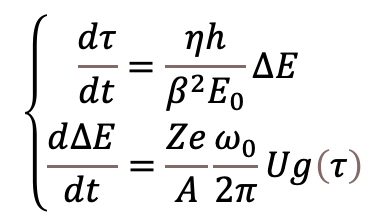 dτ/dt = ηh/β²E₀ ΔE
dΔE/dt = Ze/A ω₀/2π Ug(τ)